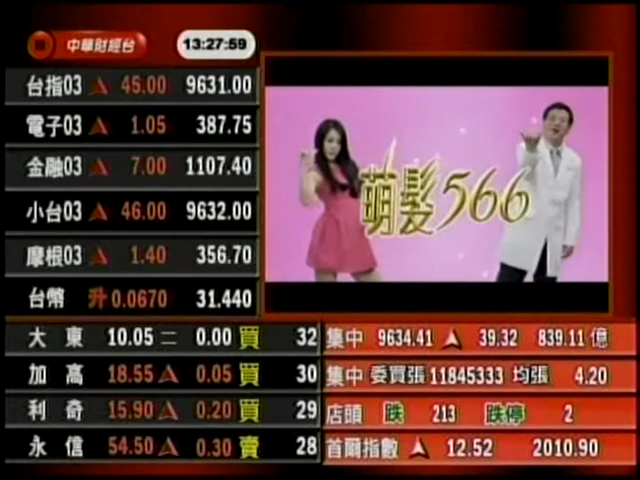 中華財經台 13:27:59
台指03 45.00 9631.00
電子03 1.05 387.75
金融03 7.00 1107.40
小台03 46.00 9632.00
摩根03 1.40 356.70
台幣 升0.0670 31.440
萌髮566
大東 10.05 二 0.00 買 32
加高 18.55 0.05 買 30
利奇 15.90 0.20 買 29
永信 54.50 0.30 賣 28
集中 9634.41 39.32 839.11億
集中 委買張 11845333 均張 4.20
店頭 跌 213 跌停 2
首爾指數 12.52 2010.90